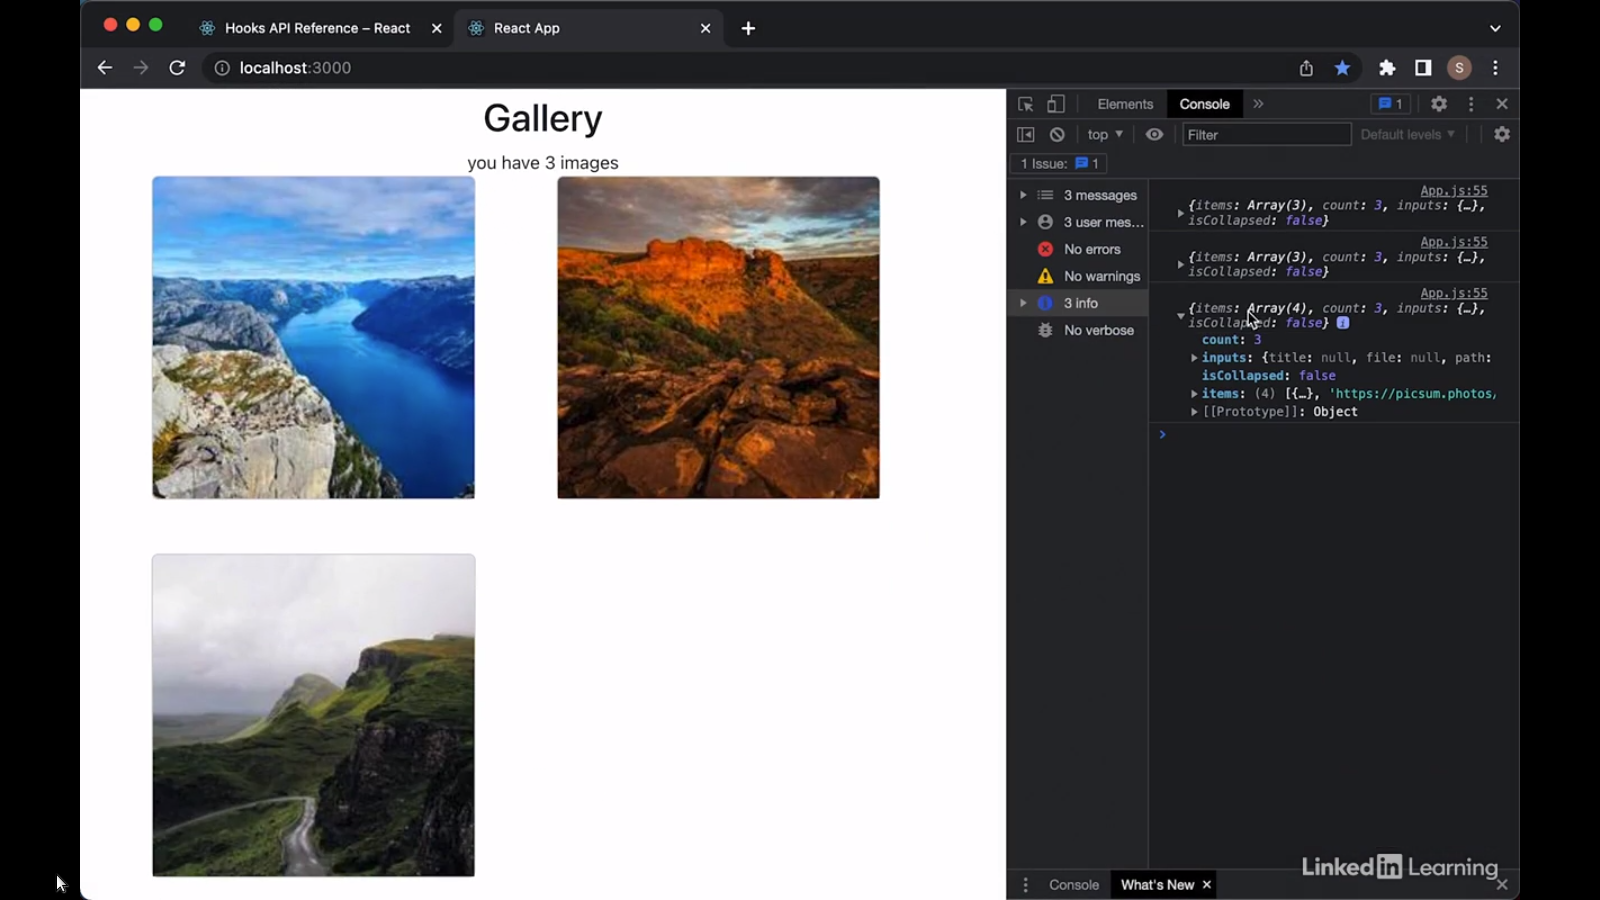 Hooks API Reference – React
React App
localhost:3000
S
Gallery
you have 3 images
Elements
Console
1
top
Filter
Default levels
1 Issue: 1
3 messages
3 user mes...
No errors
No warnings
3 info
No verbose
App.js:55
{items: Array(3), count: 3, inputs: {…},
isCollapsed: false}
App.js:55
{items: Array(3), count: 3, inputs: {…},
isCollapsed: false}
App.js:55
{items: Array(4), count: 3, inputs: {…},
isCollapsed: false} i
count: 3
inputs: {title: null, file: null, path:
isCollapsed: false
items: (4) [{…}, 'https://picsum.photos/
[[Prototype]]: Object
Linked in Learning
Console
What's New